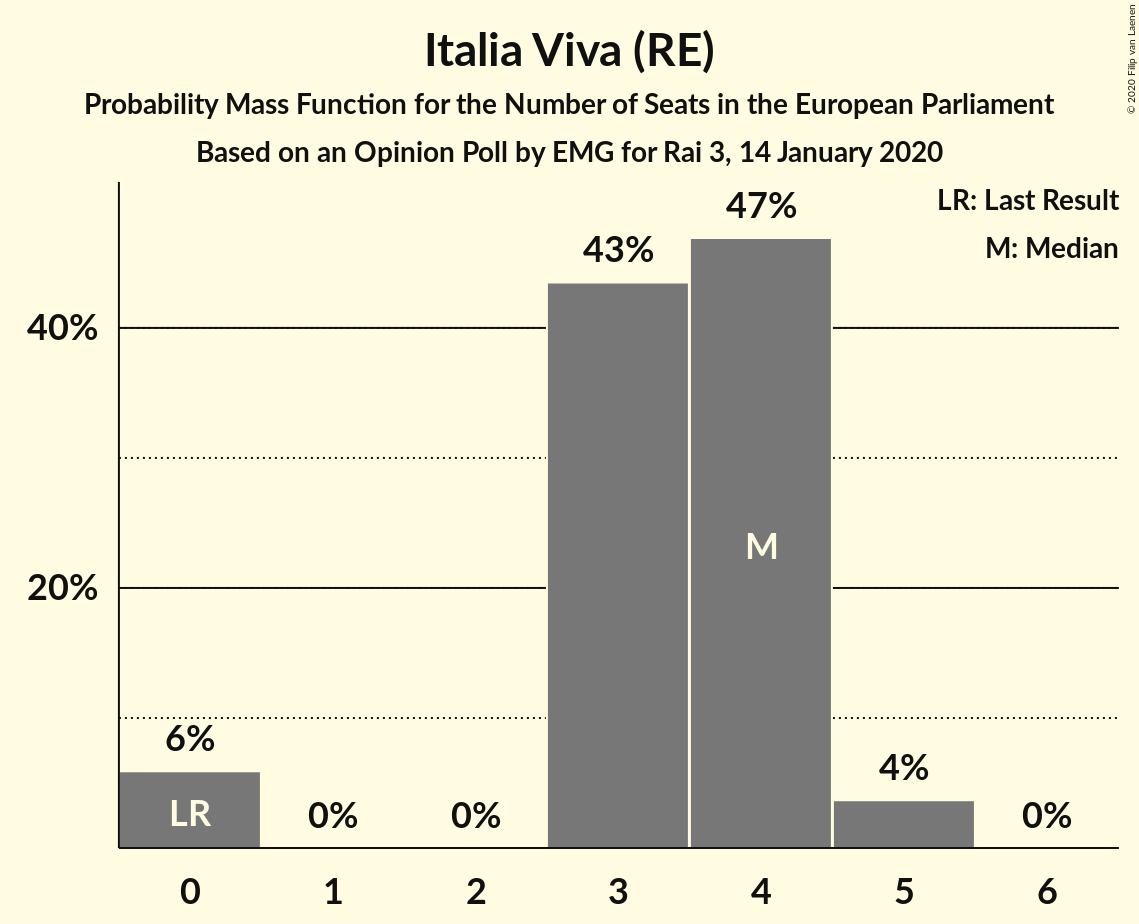 Italia Viva (RE)
Probability Mass Function for the Number of Seats in the European Parliament
Based on an Opinion Poll by EMG for Rai 3, 14 January 2020
© 2020 Filip van Laenen
LR: Last Result
M: Median
40%
20%
6%
0%
0%
43%
47%
4%
0%
LR
M
0 1 2 3 4 5 6